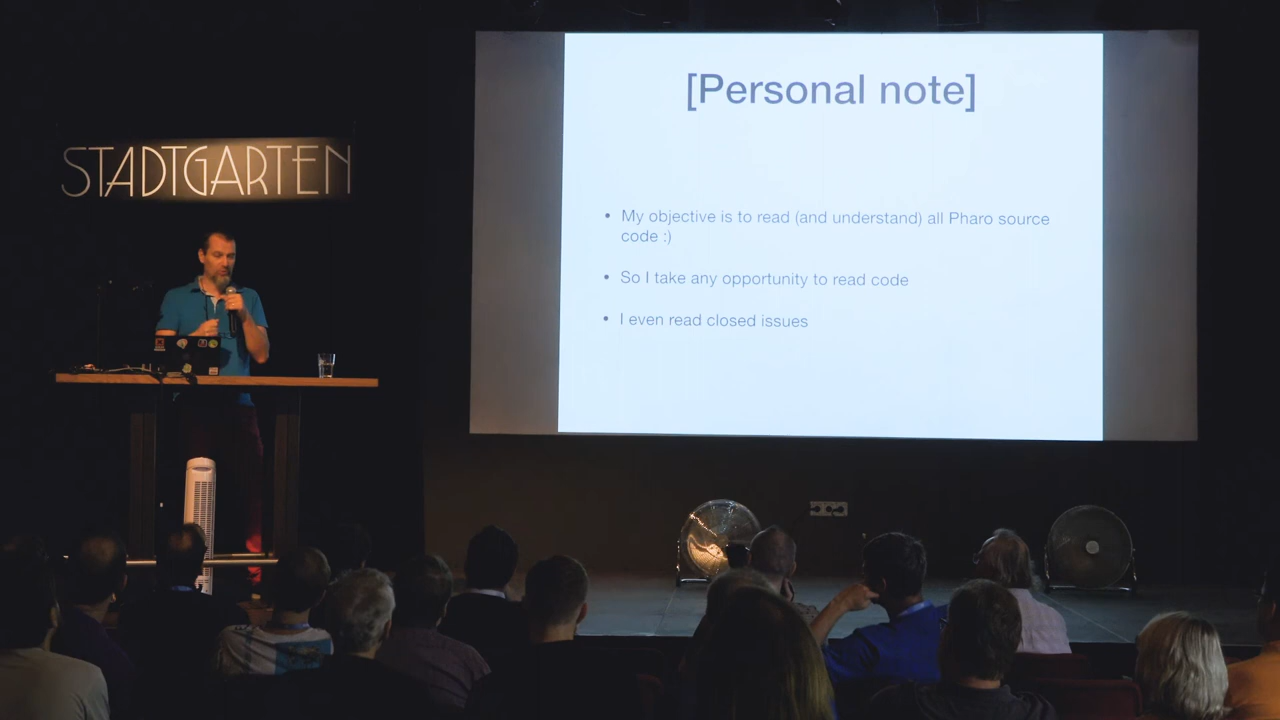 STADTGARTEN
[Personal note]
• My objective is to read (and understand) all Pharo source
code :)
• So I take any opportunity to read code
• I even read closed issues